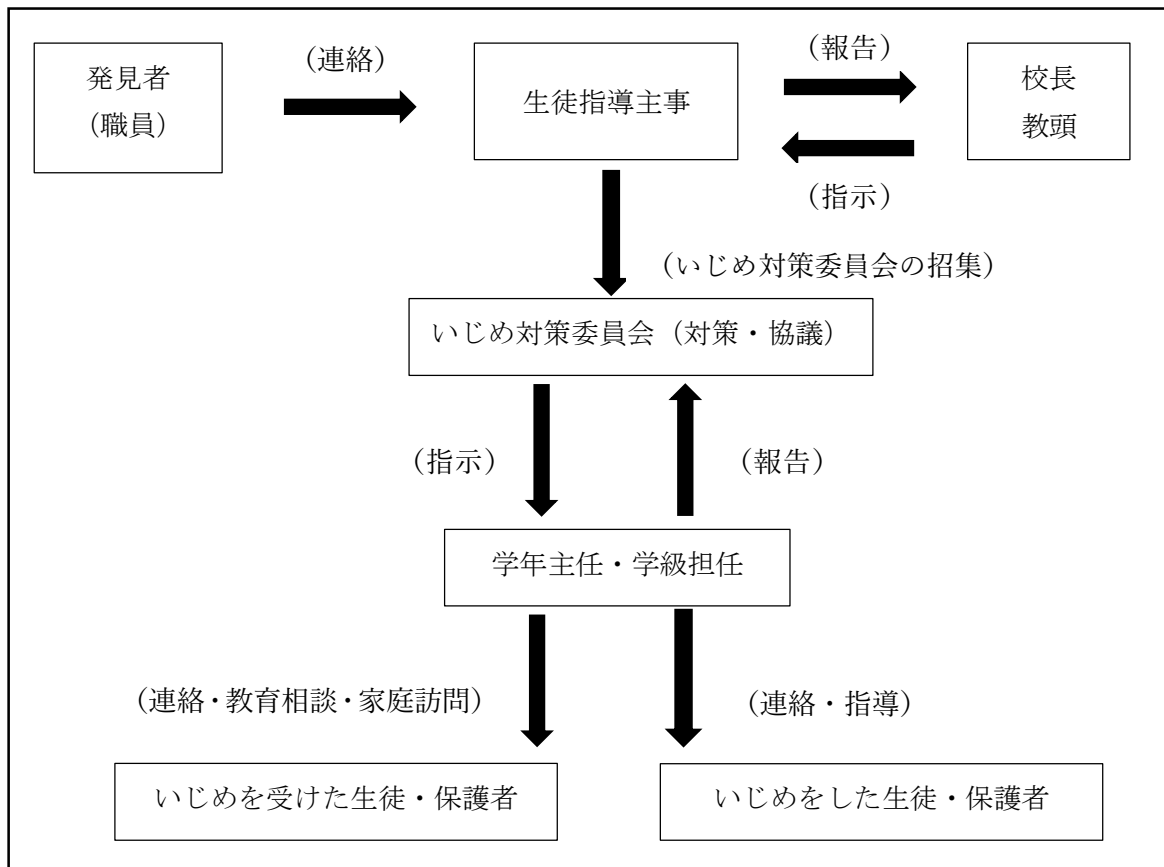 発見者
（職員）
（連絡）
生徒指導主事
（報告）
校長
教頭
（指示）
（いじめ対策委員会の招集）
いじめ対策委員会（対策・協議）
（指示）
（報告）
学年主任・学級担任
（連絡・教育相談・家庭訪問）
（連絡・指導）
いじめを受けた生徒・保護者
いじめをした生徒・保護者